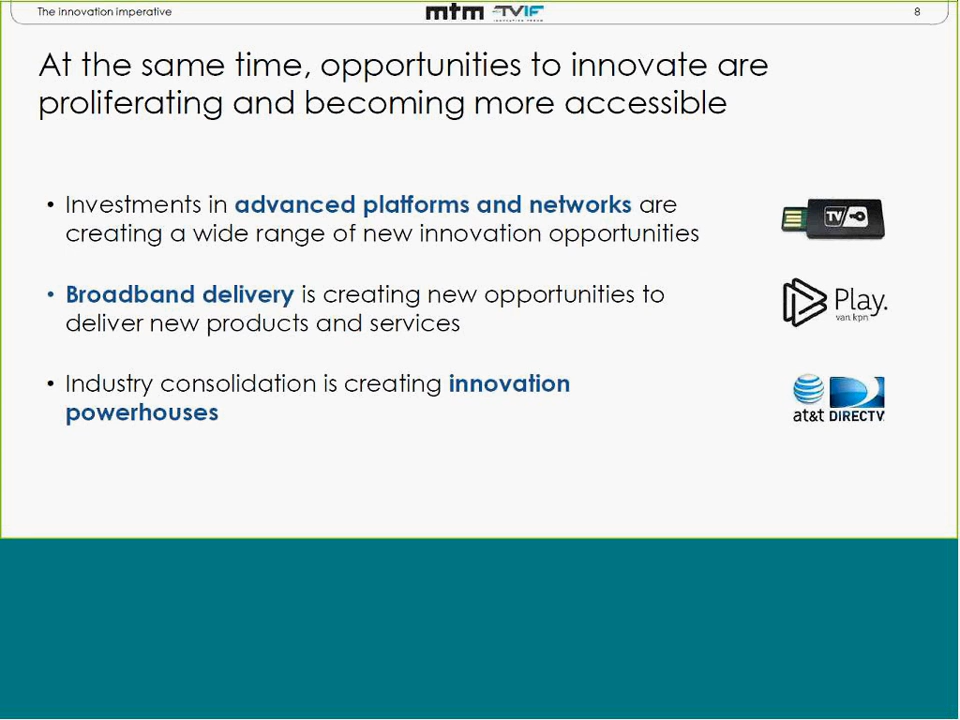 The innovation imperative
mtm TVIF
INNOVATION FORUM
8
At the same time, opportunities to innovate are
proliferating and becoming more accessible
• Investments in advanced platforms and networks are
creating a wide range of new innovation opportunities
TV
• Broadband delivery is creating new opportunities to
deliver new products and services
Play.
van kpn
• Industry consolidation is creating innovation
powerhouses
at&t DIRECTV